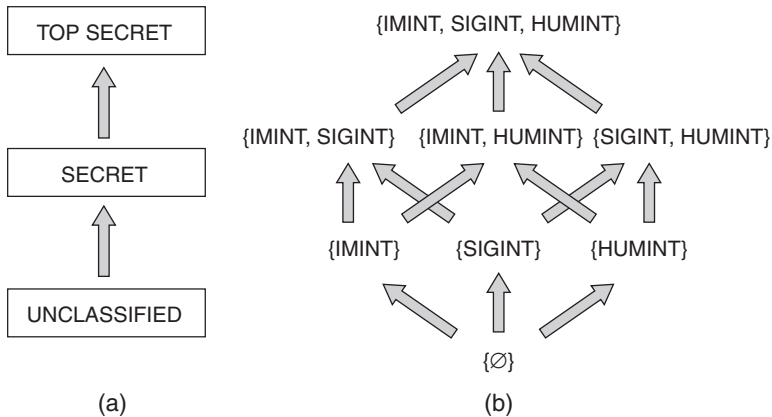 TOP SECRET
SECRET
UNCLASSIFIED
(a)
{IMINT, SIGINT, HUMINT}
{IMINT, SIGINT} {IMINT, HUMINT} {SIGINT, HUMINT}
{IMINT} {SIGINT} {HUMINT}
{∅}
(b)